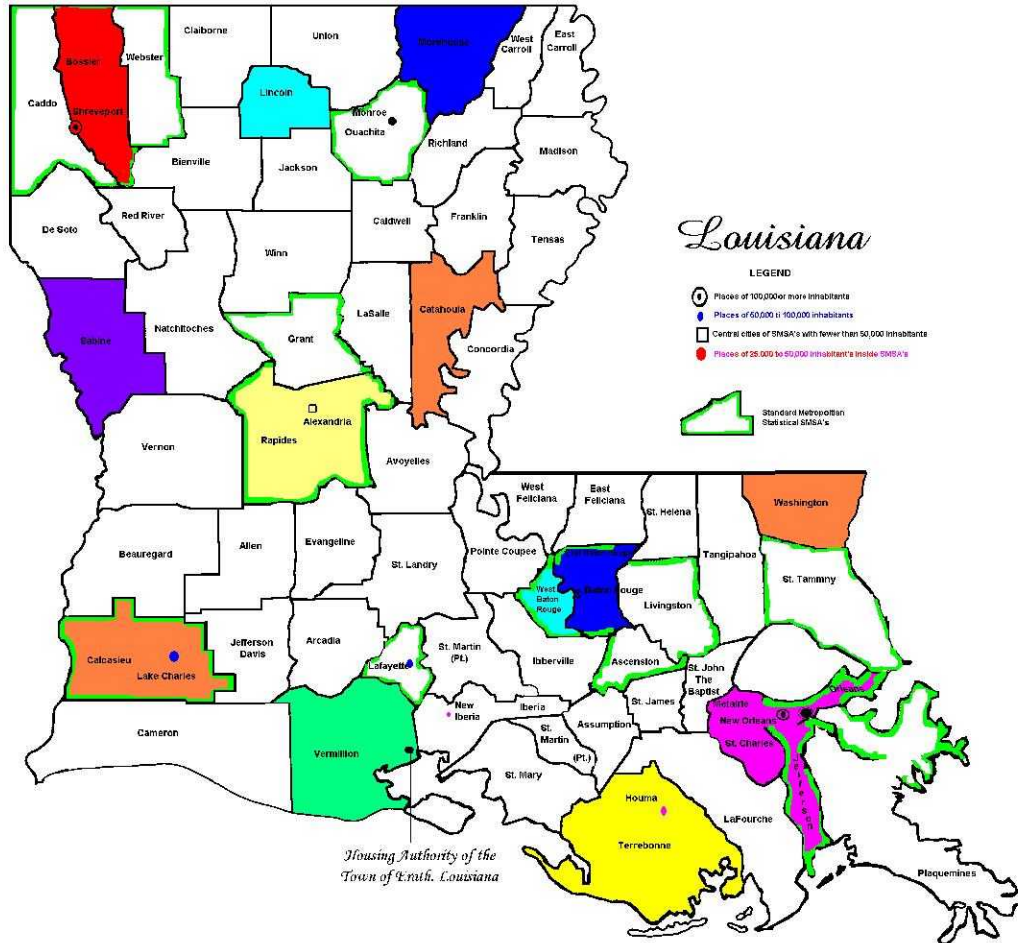 Claiborne
Union
Morehouse
West
Carroll
East
Carroll
Bossier
Webster
Lincoln
Caddo
Shreveport
Monroe
Ouachita
Richland
Madison
Bienville
Jackson
Red River
De Soto
Caldwell
Franklin
Tensas
Winn
Sabine
Natchitoches
Grant
LaSalle
Catahoula
Concordia
Alexandria
Rapides
Vernon
Avoyelles
Louisiana
LEGEND
Places of 100,000 or more inhabitants
Places of 50,000 ti 100,000 inhabitants
Central cities of SMSA's with fewer than 50,000 inhabitants
Places of 25,000 to 50,000 inhabitant's inside SMSA's
Standard Metropoltian
Statistical SMSA's
West
Feliciana
East
Feliciana
St. Helena
Washington
Beauregard
Allen
Evangeline
St. Landry
Pointe Coupee
Tangipahoa
St. Tammny
West
Baton
Rouge
Baton Rouge
Livingston
Calcasieu
Lake Charles
Jefferson
Davis
Arcadia
Lafayette
St. Martin
(Pt.)
Ibberville
Ascension
St. John
The
Baptist
Cameron
Vermillion
New
Iberia
Iberia
Assumption
St. James
Metairie
Orleans
New Orleans
St. Charles
Jefferson
St.
Martin
(Pt.)
St. Mary
Houma
Terrebonne
LaFourche
Plaquemines
Housing Authority of the
Town of Erath, Louisiana